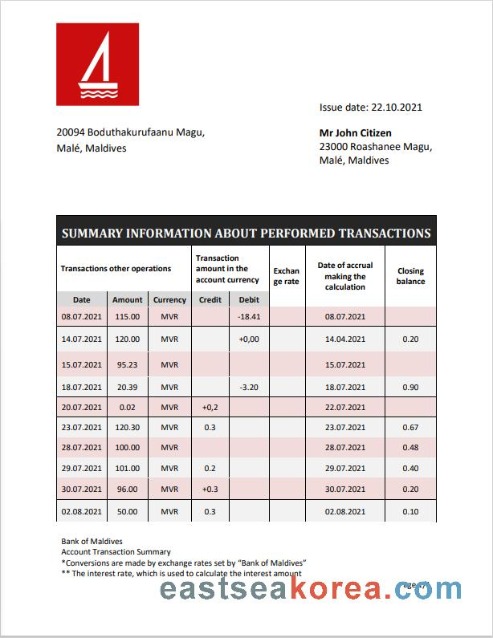 Issue date: 22.10.2021
20094 Boduthakurufaanu Magu,
Malé, Maldives
Mr John Citizen
23000 Roashanee Magu,
Malé, Maldives
SUMMARY INFORMATION ABOUT PERFORMED TRANSACTIONS
Transactions other operations
Transaction
amount in the
account currency
Exchan
ge rate
Date of accrual
making the
calculation
Closing
balance
Date Amount Currency Credit Debit
08.07.2021 115.00 MVR -18.41 08.07.2021
14.07.2021 120.00 MVR +0,00 14.04.2021 0.20
15.07.2021 95.23 MVR 15.07.2021
18.07.2021 20.39 MVR -3.20 18.07.2021 0.90
20.07.2021 0.02 MVR +0,2 22.07.2021
23.07.2021 120.30 MVR 0.3 23.07.2021 0.67
28.07.2021 100.00 MVR 28.07.2021 0.48
29.07.2021 101.00 MVR 0.2 29.07.2021 0.40
30.07.2021 96.00 MVR +0.3 30.07.2021 0.20
02.08.2021 50.00 MVR 0.3 02.08.2021 0.10
Bank of Maldives
Account Transaction Summary
*Conversions are made by exchange rates set by "Bank of Maldives"
** The interest rate, which is used to calculate the interest amount
eastseakorea.com